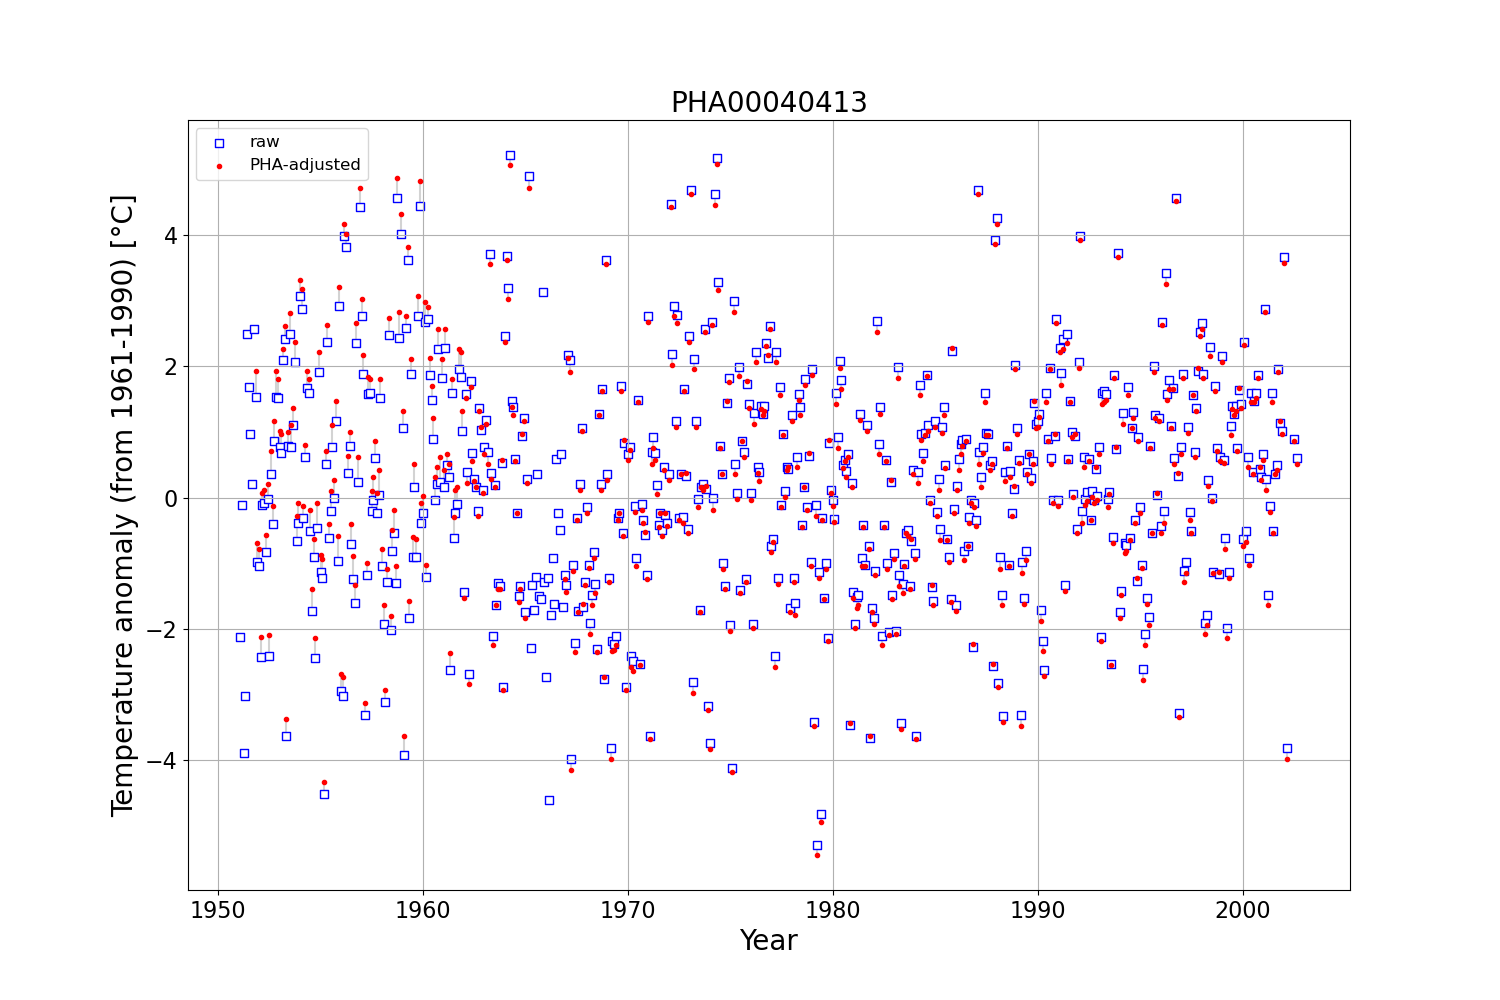 PHA00040413
raw
PHA-adjusted
Temperature anomaly (from 1961-1990) [°C]
4
2
0
−2
−4
1950 1960 1970 1980 1990 2000
Year